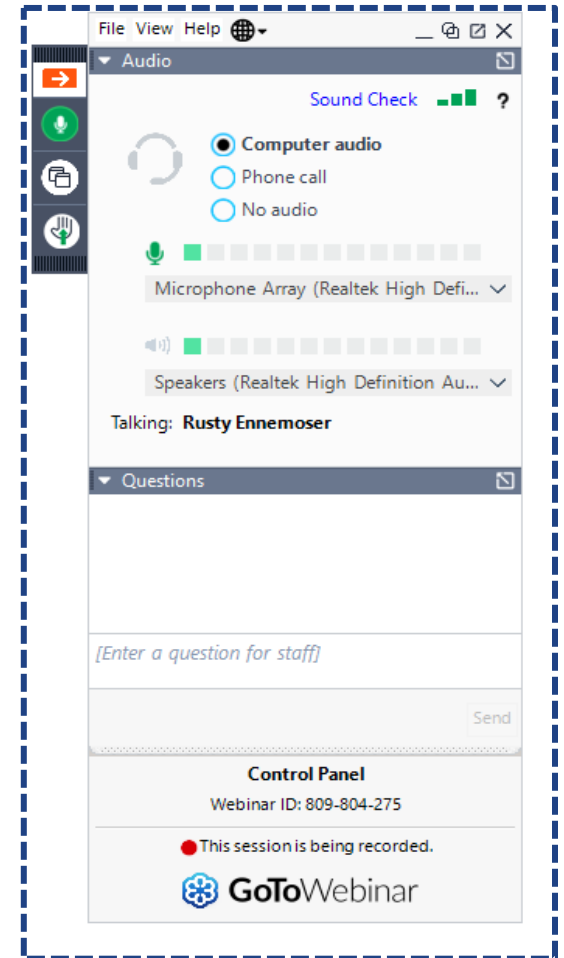 File View Help
Audio
Sound Check ?
Computer audio
Phone call
No audio
Microphone Array (Realtek High Defi...
Speakers (Realtek High Definition Au...
Talking: Rusty Ennemoser
Questions
[Enter a question for staff]
Send
Control Panel
Webinar ID: 809-804-275
This session is being recorded.
GoToWebinar